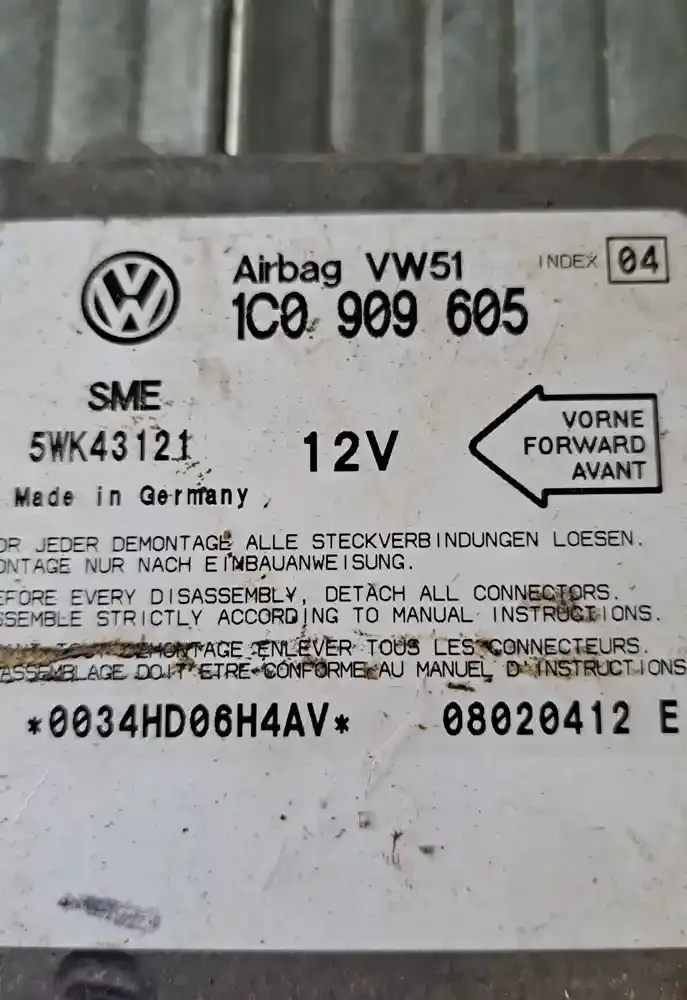 Airbag VW51 INDEX 04
1C0 909 605
SME
5WK43121
12V
VORNE
FORWARD
AVANT
Made in Germany
OR JEDER DEMONTAGE ALLE STECKVERBINDUNGEN LOESEN.
ONTAGE NUR NACH EINBAUANWEISUNG.
EFORE EVERY DISASSEMBLY, DETACH ALL CONNECTORS.
SSEMBLE STRICTLY ACCORDING TO MANUAL INSTRUCTIONS.
DEMONTAGE ENLEVER TOUS LES CONNECTEURS.
ASSEMBLAGE DOIT ETRE CONFORME AU MANUEL D'INSTRUCTIONS
*0034HD06H4AV* 08020412 E